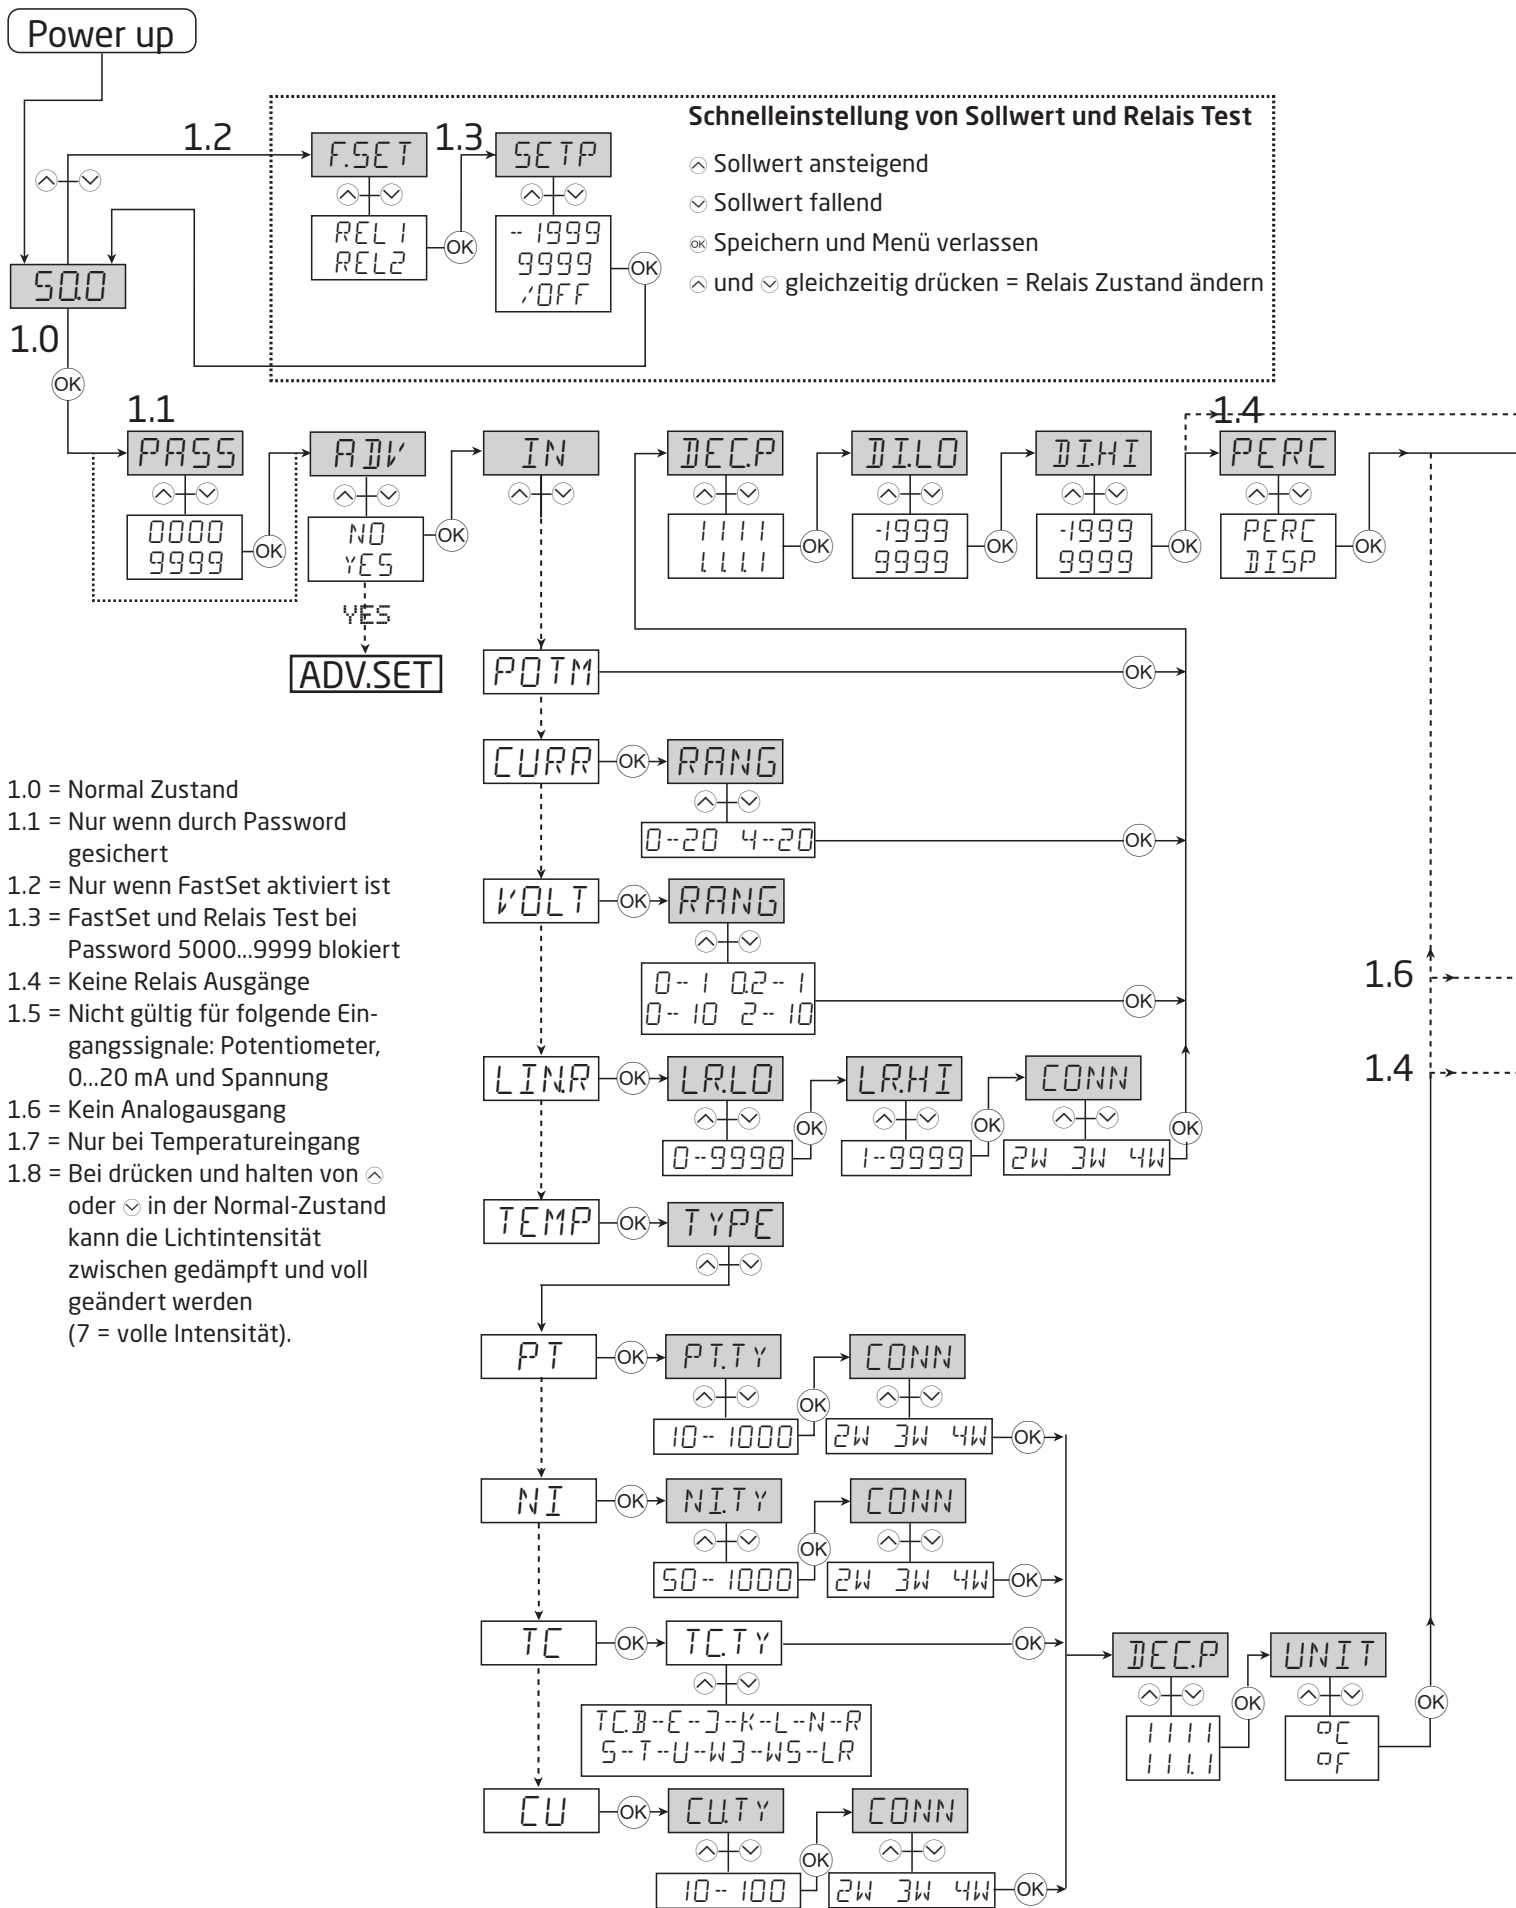 Power up
1.2
F.SET
1.3
SETP
Schnelleinstellung von Sollwert und Relais Test
Sollwert ansteigend
Sollwert fallend
OK Speichern und Menü verlassen
und gleichzeitig drücken = Relais Zustand ändern
REL1
REL2
OK
-1999
9999
/OFF
OK
50.0
1.0
OK
1.1
1.4
PASS
ADV
IN
DEC.P
DI.LO
DI.HI
PERC
0000
9999
OK
NO
YES
OK
1111
1.1.1.1
OK
-1999
9999
OK
-1999
9999
OK
PERC
DISP
OK
YES
ADV.SET
POTM
OK
CURR
OK
RANG
0-20 4-20
OK
VOLT
OK
RANG
0-1 0.2-1
0-10 2-10
OK
LIN.R
OK
LR.LO
LR.HI
CONN
0-9998
OK
1-9999
OK
2W 3W 4W
OK
TEMP
OK
TYPE
1.0 = Normal Zustand
1.1 = Nur wenn durch Password
gesichert
1.2 = Nur wenn FastSet aktiviert ist
1.3 = FastSet und Relais Test bei
Password 5000...9999 blokiert
1.4 = Keine Relais Ausgänge
1.5 = Nicht gültig für folgende Ein-
gangssignale: Potentiometer,
0...20 mA und Spannung
1.6 = Kein Analogausgang
1.7 = Nur bei Temperatureingang
1.8 = Bei drücken und halten von
oder in der Normal-Zustand
kann die Lichtintensität
zwischen gedämpft und voll
geändert werden
(7 = volle Intensität).
1.6
1.4
PT
OK
PT.TY
CONN
10-1000
OK
2W 3W 4W
OK
NI
OK
NI.TY
CONN
50-1000
OK
2W 3W 4W
OK
TC
OK
TC.TY
OK
TC.B-E-J-K-L-N-R
S-T-U-W3-W5-LR
DEC.P
UNIT
1111
111.1
OK
°C
°F
OK
CU
OK
CU.TY
CONN
10-100
OK
2W 3W 4W
OK